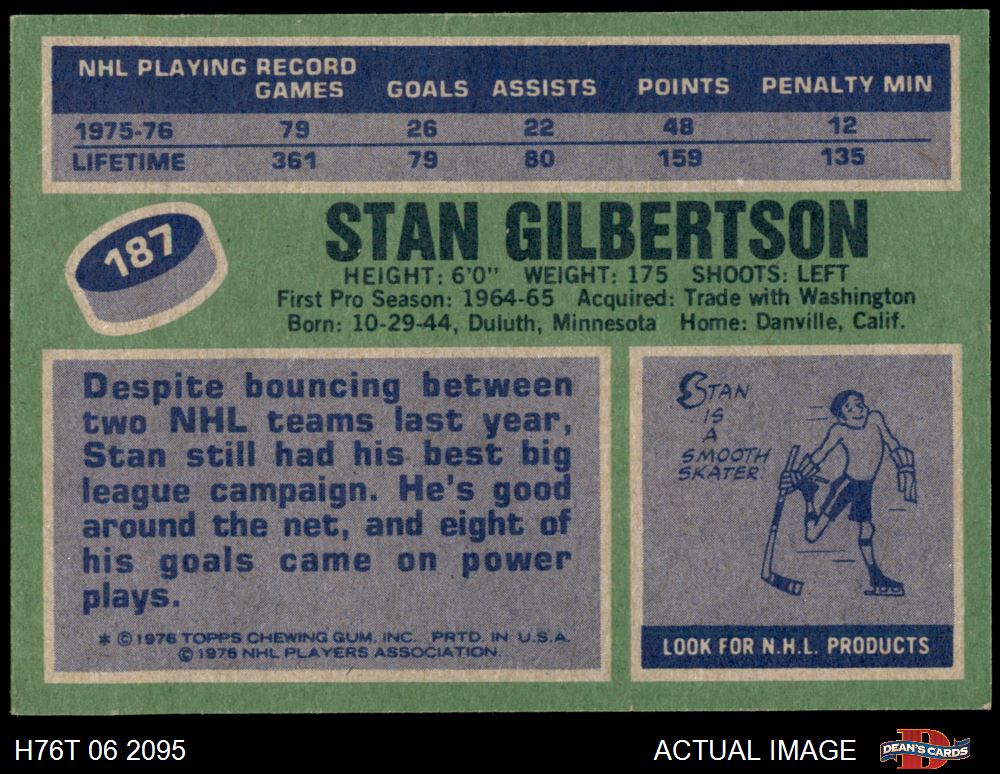 NHL PLAYING RECORD
GAMES GOALS ASSISTS POINTS PENALTY MIN
1975-76 79 26 22 48 12
LIFETIME 361 79 80 159 135
187
STAN GILBERTSON
HEIGHT: 6'0" WEIGHT: 175 SHOOTS: LEFT
First Pro Season: 1964-65 Acquired: Trade with Washington
Born: 10-29-44, Duluth, Minnesota Home: Danville, Calif.
Despite bouncing between
two NHL teams last year,
Stan still had his best big
league campaign. He's good
around the net, and eight of
his goals came on power
plays.
* © 1976 TOPPS CHEWING GUM, INC. PRTD. IN U.S.A.
© 1976 NHL PLAYERS ASSOCIATION.
STAN
IS
A
SMOOTH
SKATER.
LOOK FOR N.H.L. PRODUCTS
H76T 06 2095
ACTUAL IMAGE
DEAN'S CARDS